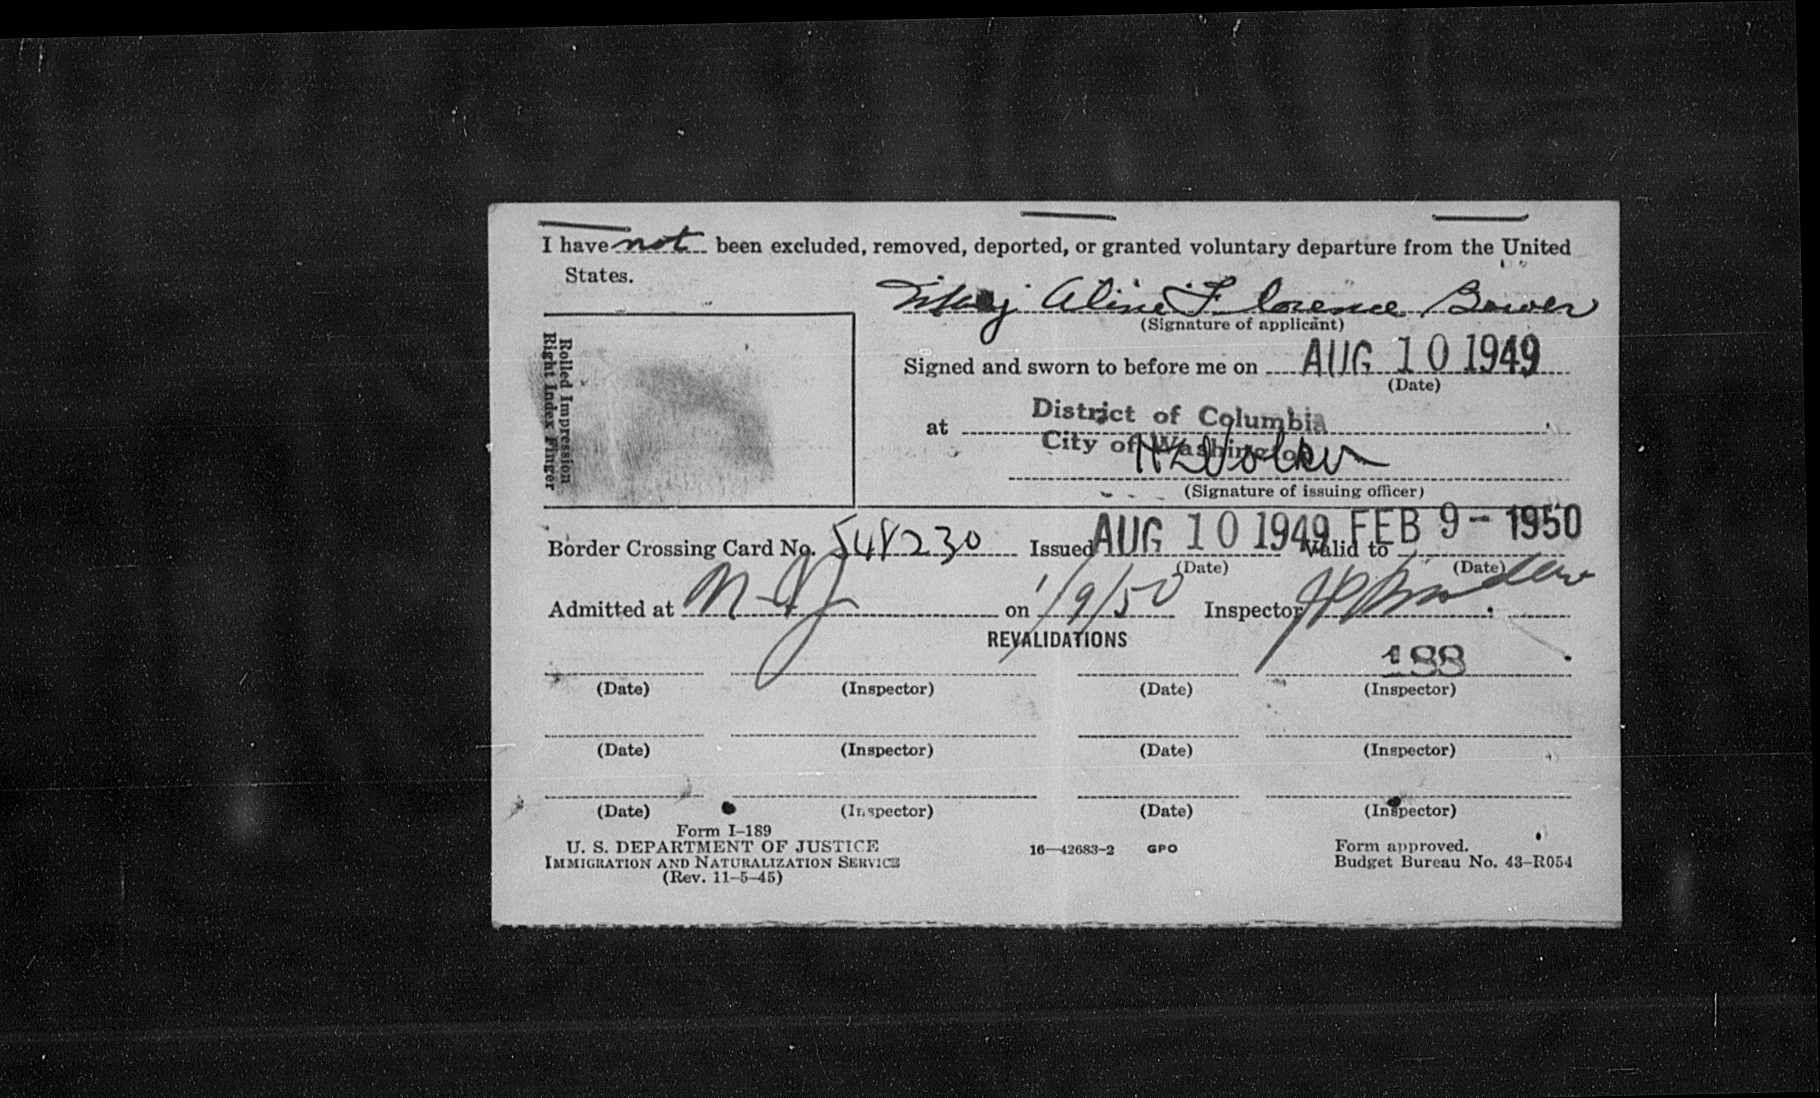 I have not been excluded, removed, deported, or granted voluntary departure from the United
States.
Mary Aline Florence Bower
(Signature of applicant)
Rolled Impression
Right Index Finger
Signed and sworn to before me on AUG 10 1949
(Date)
at District of Columbia
City of Washington
(Signature of issuing officer)
Border Crossing Card No. 548230 Issued AUG 10 1949 Valid to FEB 9 - 1950
(Date) (Date)
Admitted at on 1/9/50 Inspector
REVALIDATIONS
188
(Date) (Inspector) (Date) (Inspector)
(Date) (Inspector) (Date) (Inspector)
(Date) (Inspector) (Date) (Inspector)
Form I-189
U. S. DEPARTMENT OF JUSTICE
IMMIGRATION AND NATURALIZATION SERVICE
(Rev. 11-5-45)
16—42683-2 GPO
Form approved.
Budget Bureau No. 43-R054